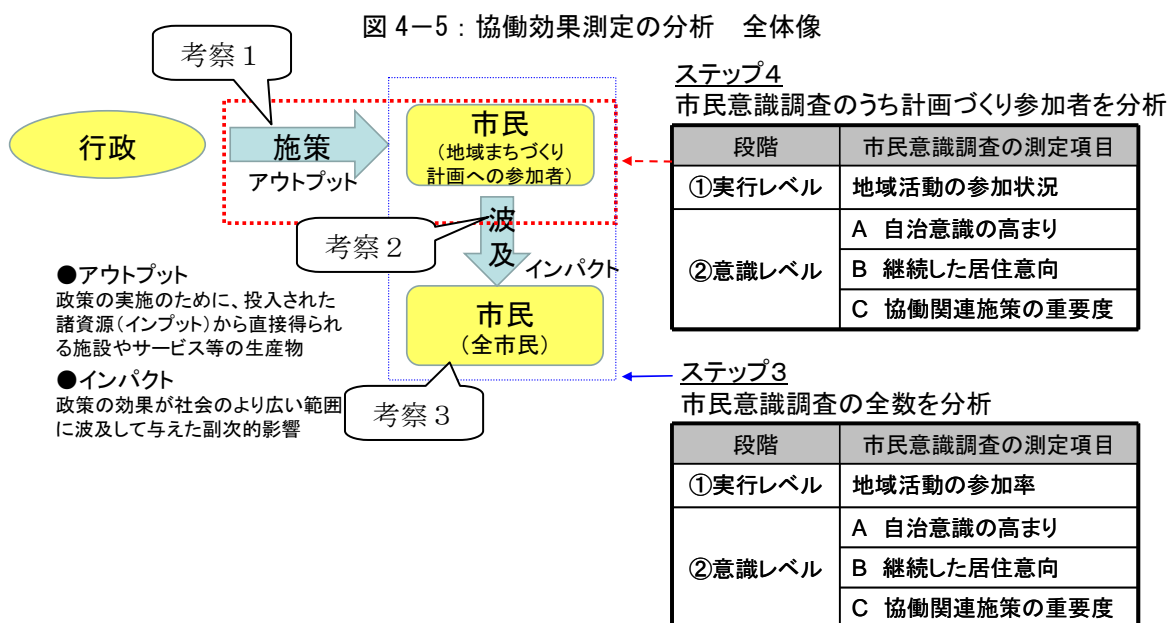 図 4－5：協働効果測定の分析　全体像
考察１
行政
施策
アウトプット
市民
（地域まちづくり
計画への参加者）
考察２
波
及
インパクト
市民
（全市民）
考察３
●アウトプット
政策の実施のために、投入された
諸資源（インプット）から直接得られ
る施設やサービス等の生産物
●インパクト
政策の効果が社会のより広い範囲
に波及して与えた副次的影響
ステップ４
市民意識調査のうち計画づくり参加者を分析
段階　市民意識調査の測定項目
①実行レベル　地域活動の参加状況
②意識レベル
A　自治意識の高まり
B　継続した居住意向
C　協働関連施策の重要度
ステップ３
市民意識調査の全数を分析
段階　市民意識調査の測定項目
①実行レベル　地域活動の参加率
②意識レベル
A　自治意識の高まり
B　継続した居住意向
C　協働関連施策の重要度